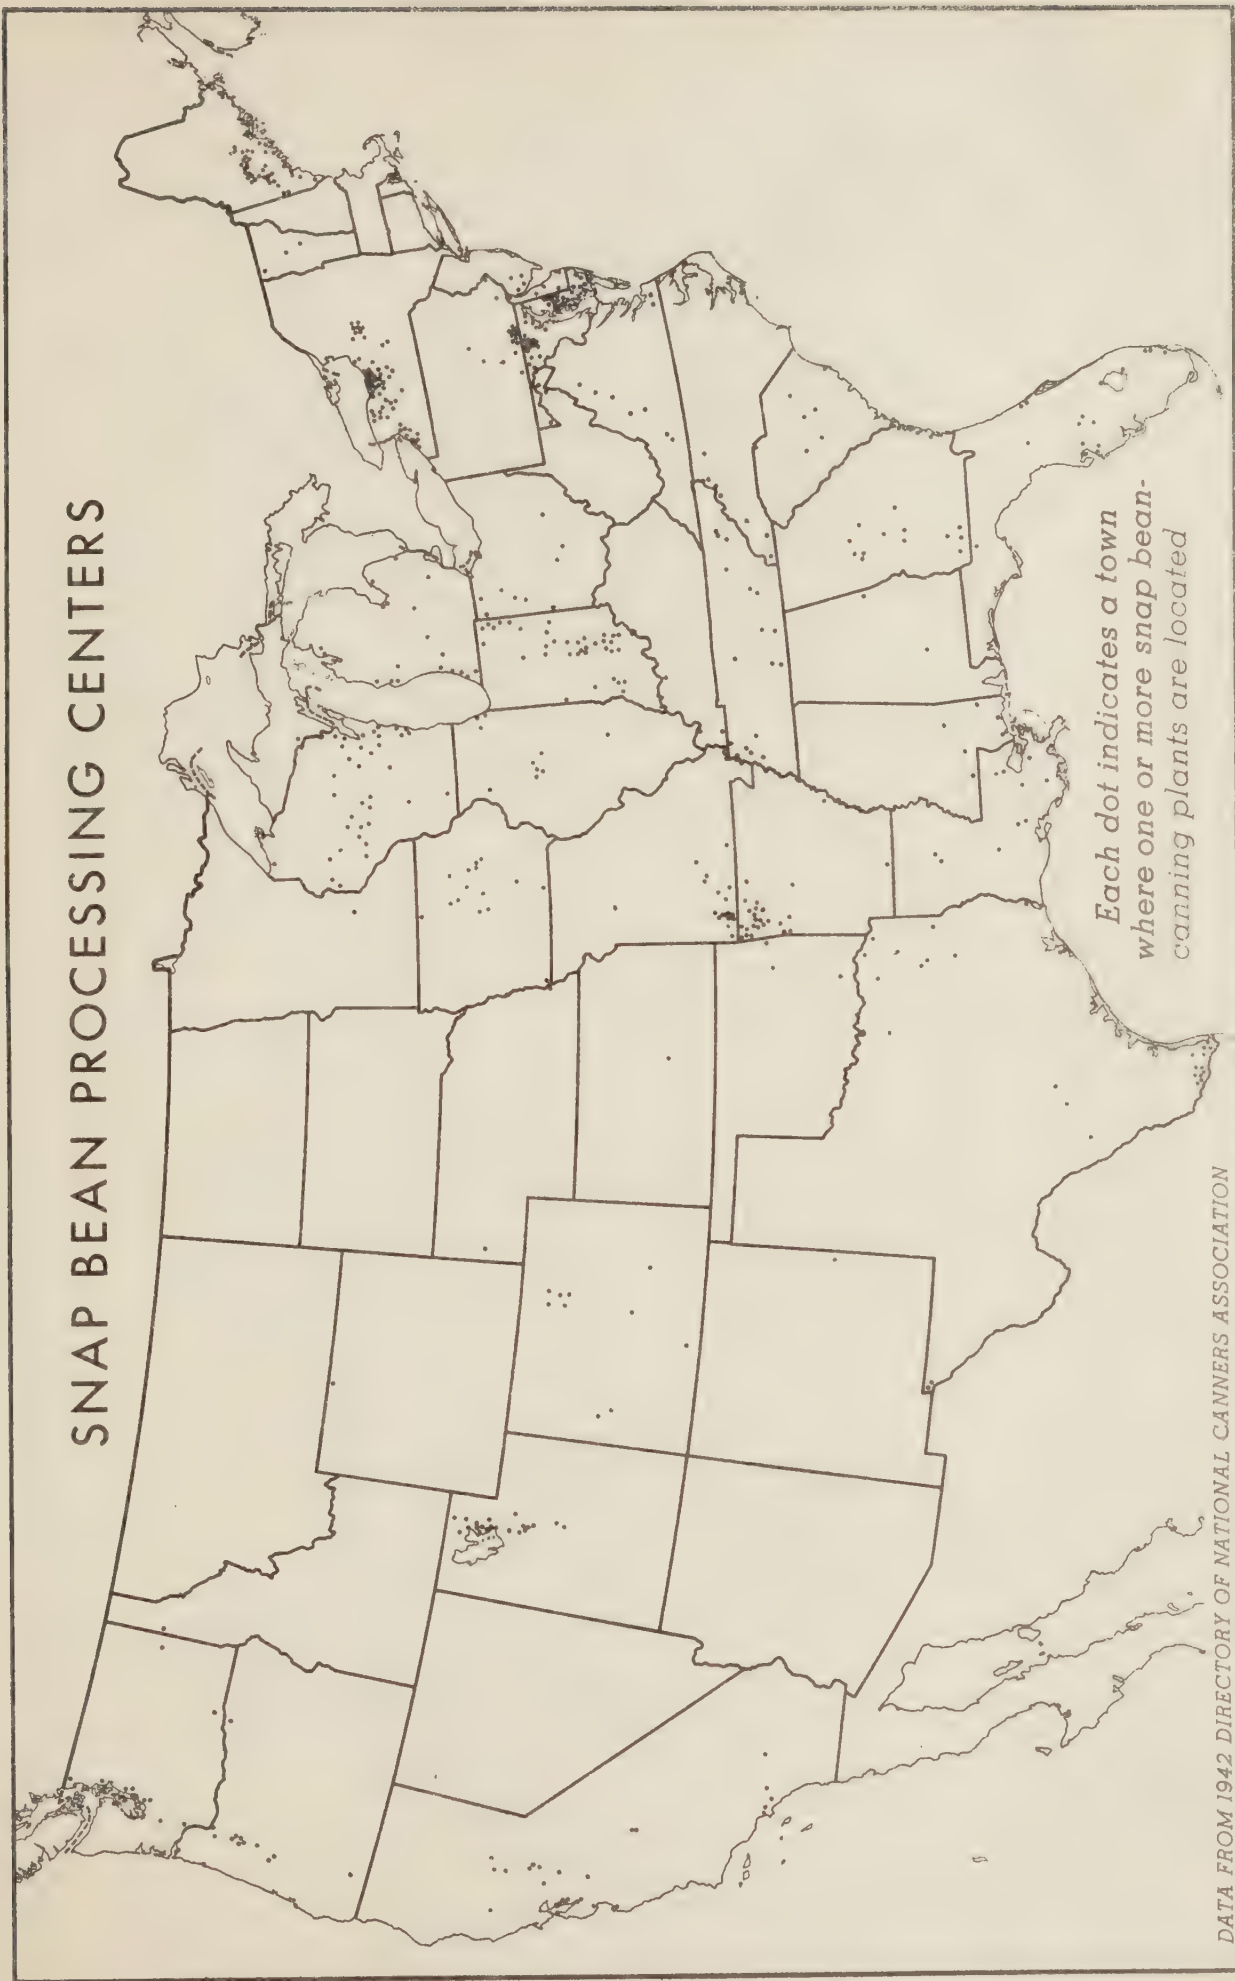 SNAP BEAN PROCESSING CENTERS
Each dot indicates a town
where one or more snap bean-
canning plants are located
DATA FROM 1942 DIRECTORY OF NATIONAL CANNERS ASSOCIATION